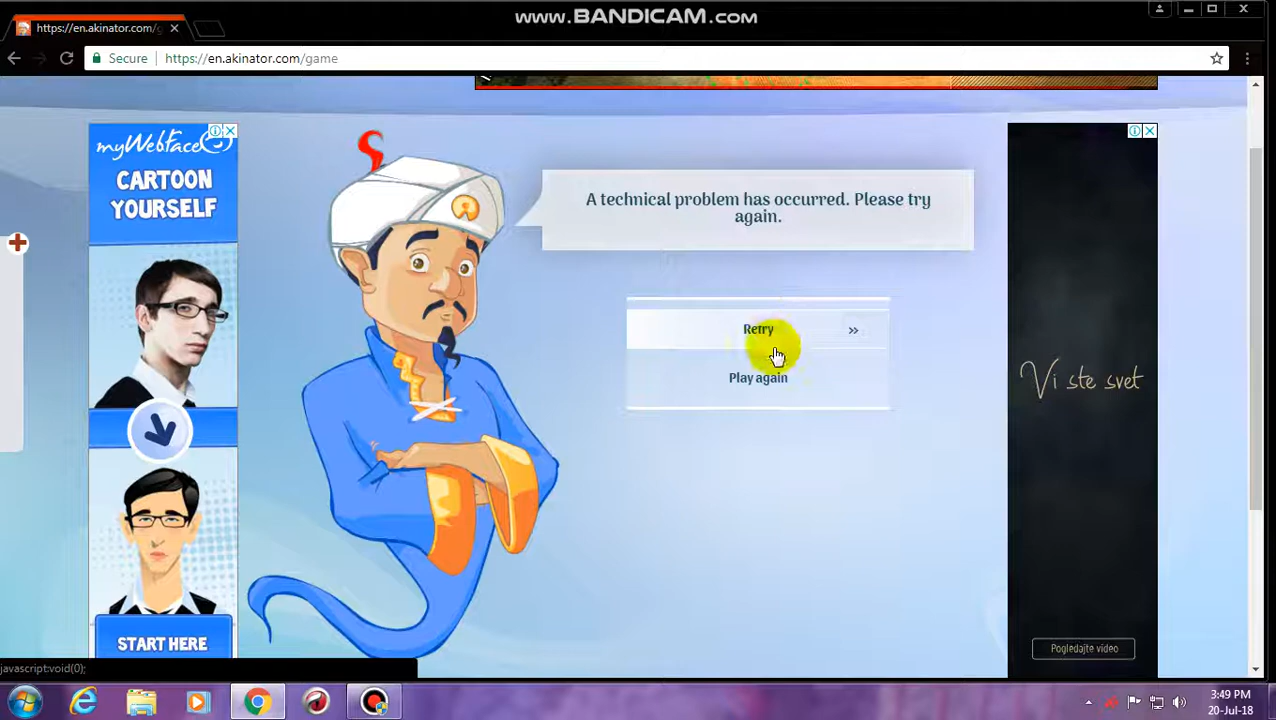 www.BANDICAM.com
https://en.akinator.com/g
Secure
https://en.akinator.com/game
myWebFace
CARTOON
YOURSELF
START HERE
A technical problem has occurred. Please try
again.
Retry
Play again
Vi ste svet
Pogledajte video
javascript:void(0);
3:49 PM
20-Jul-18